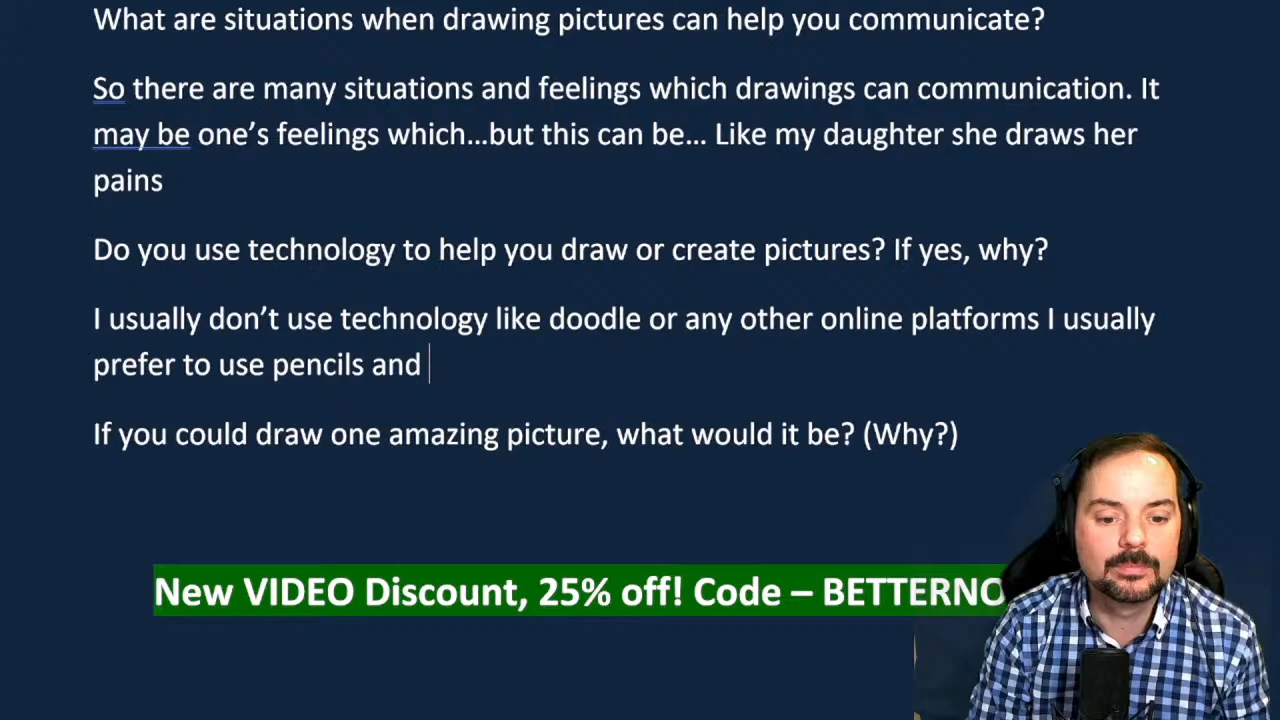 What are situations when drawing pictures can help you communicate?
So there are many situations and feelings which drawings can communication. It
may be one’s feelings which…but this can be… Like my daughter she draws her
pains
Do you use technology to help you draw or create pictures? If yes, why?
I usually don’t use technology like doodle or any other online platforms I usually
prefer to use pencils and
If you could draw one amazing picture, what would it be? (Why?)
New VIDEO Discount, 25% off! Code – BETTERNO